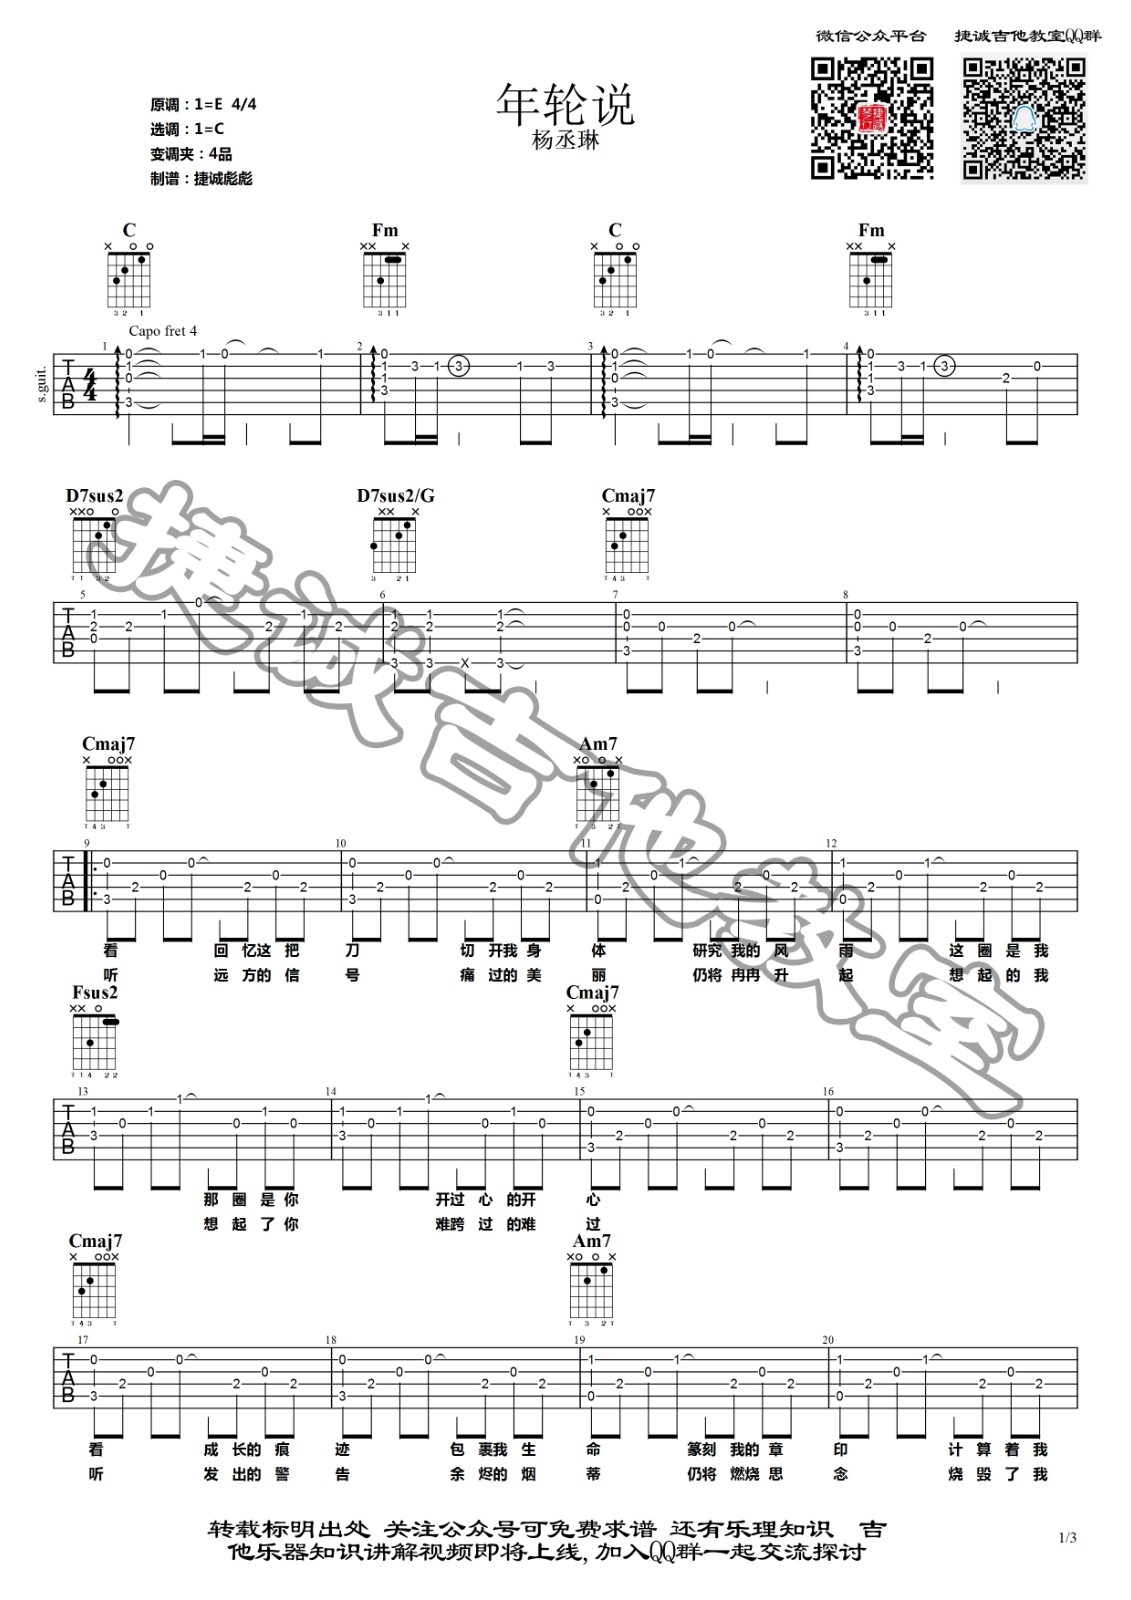 微信公众平台 捷诚吉他教室QQ群
年轮说
杨丞琳
原调：1=E 4/4
选调：1=C
变调夹：4品
制谱：捷诚彪彪
C Fm C Fm
Capo fret 4
s.guit.
D7sus2 D7sus2/G Cmaj7
Cmaj7 Am7
看 回 忆这 把 刀 切 开我 身 体 研究 我的 风 雨 这 圈 是 我
听 远 方的 信 号 痛 过的 美 丽 仍将 冉冉 升 起 想 起 的 我
Fsus2 Cmaj7
那 圈 是 你 开过 心 的开 心
想 起 了 你 难跨 过 的难 过
Cmaj7 Am7
看 成 长的 痕 迹 包 裹我 生 命 篆刻 我的 章 印 计 算 着 我
听 发 出的 警 告 余 烬的 烟 蒂 仍将 燃烧 思 念 烧 毁 了 我
捷诚吉他教室
转载标明出处 关注公众号可免费求谱 还有乐理知识 吉
他乐器知识讲解视频即将上线,加入QQ群一起交流探讨
1/3